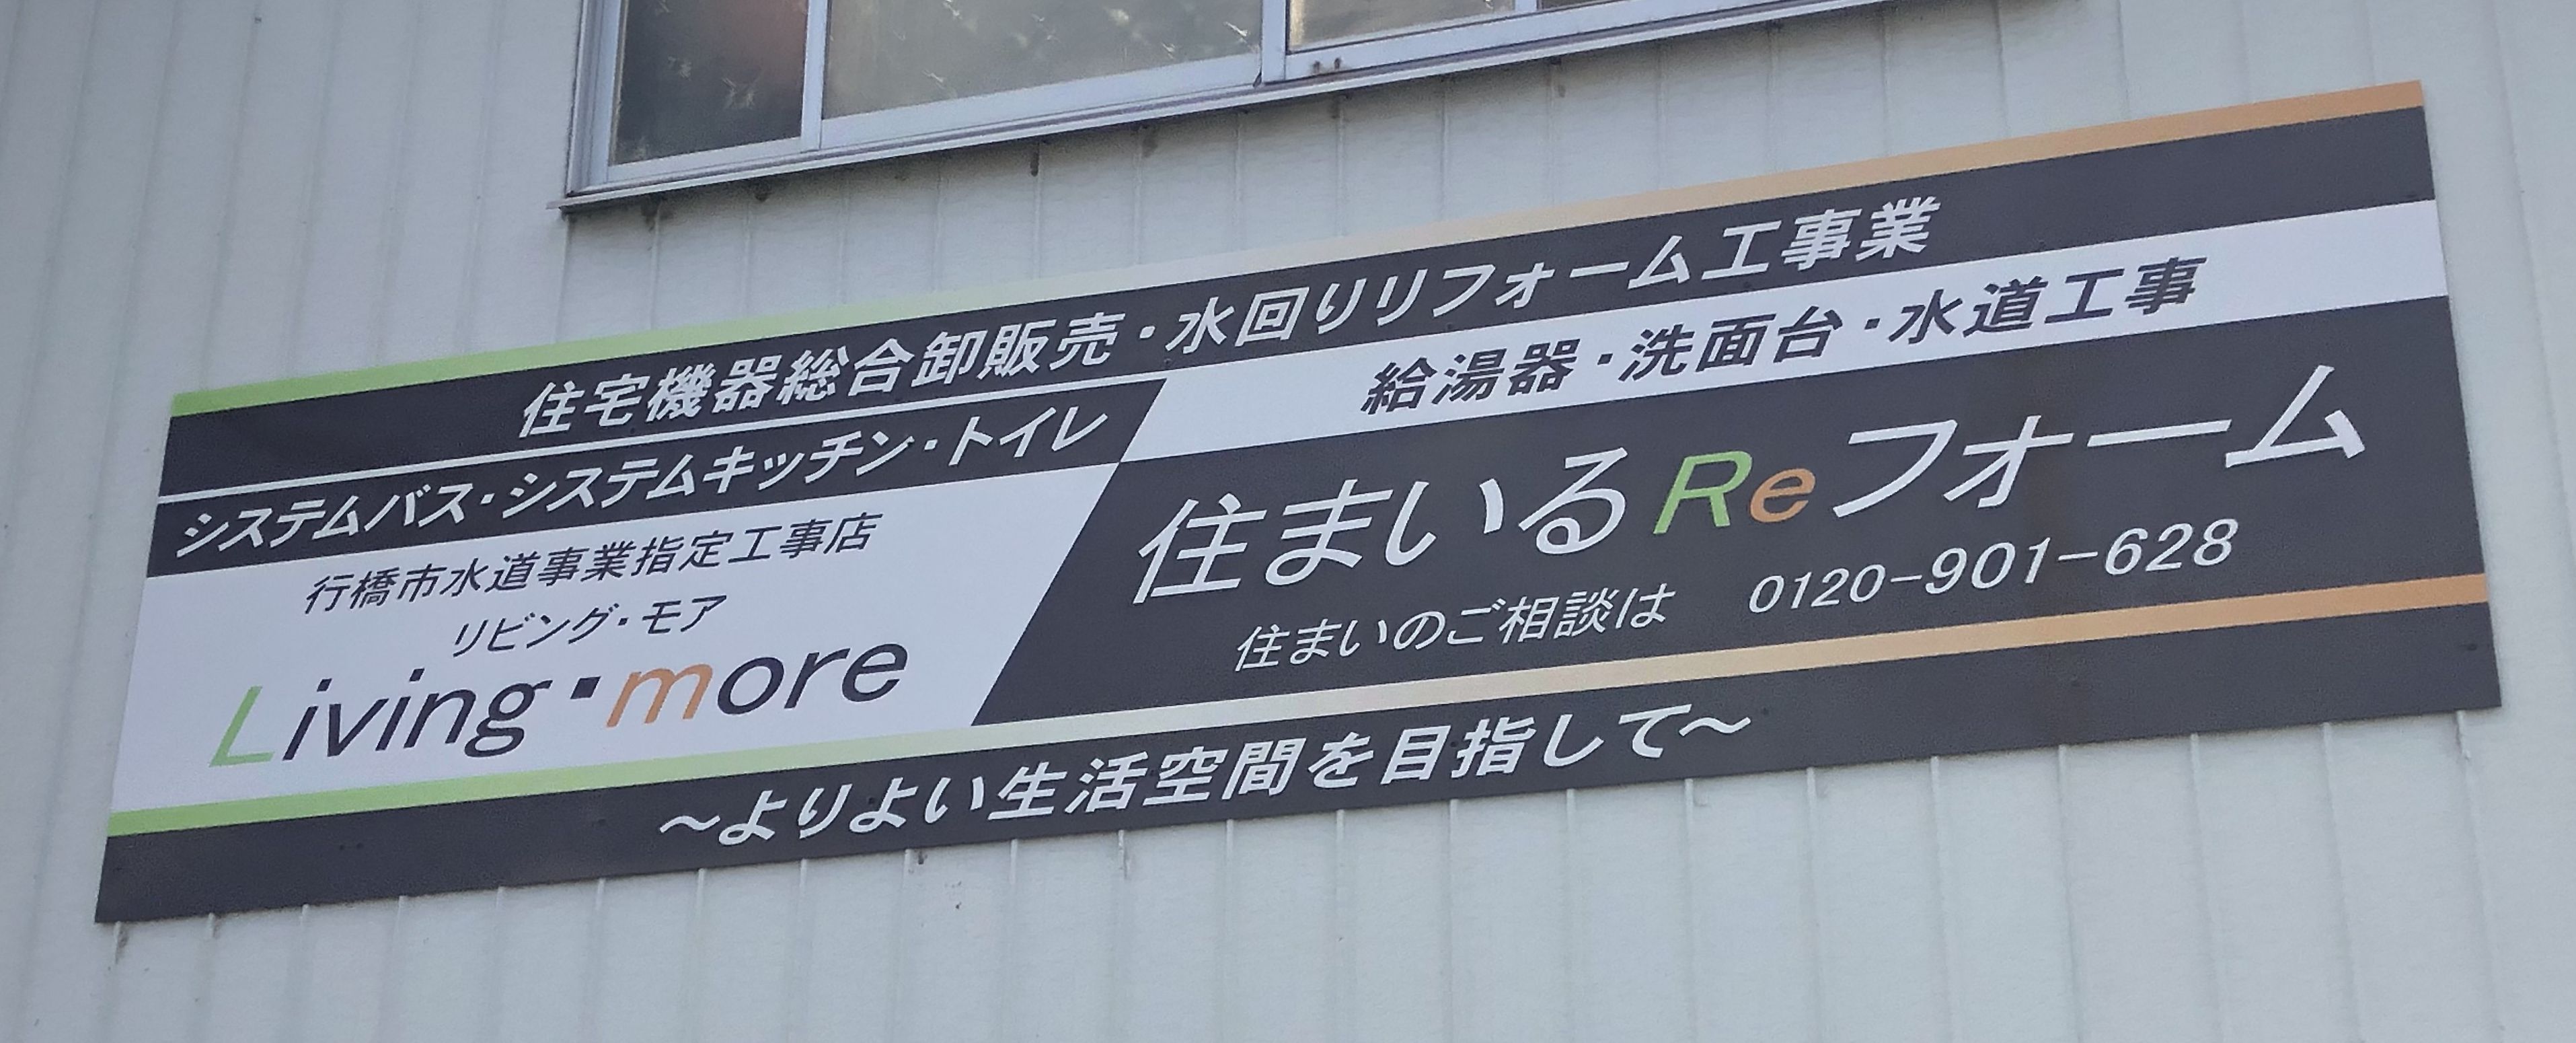 住宅機器総合卸販売・水回りリフォーム工事業
システムバス・システムキッチン・トイレ
給湯器・洗面台・水道工事
行橋市水道事業指定工事店
リビング・モア
Living・more
住まいるReフォーム
住まいのご相談は 0120-901-628
～よりよい生活空間を目指して～